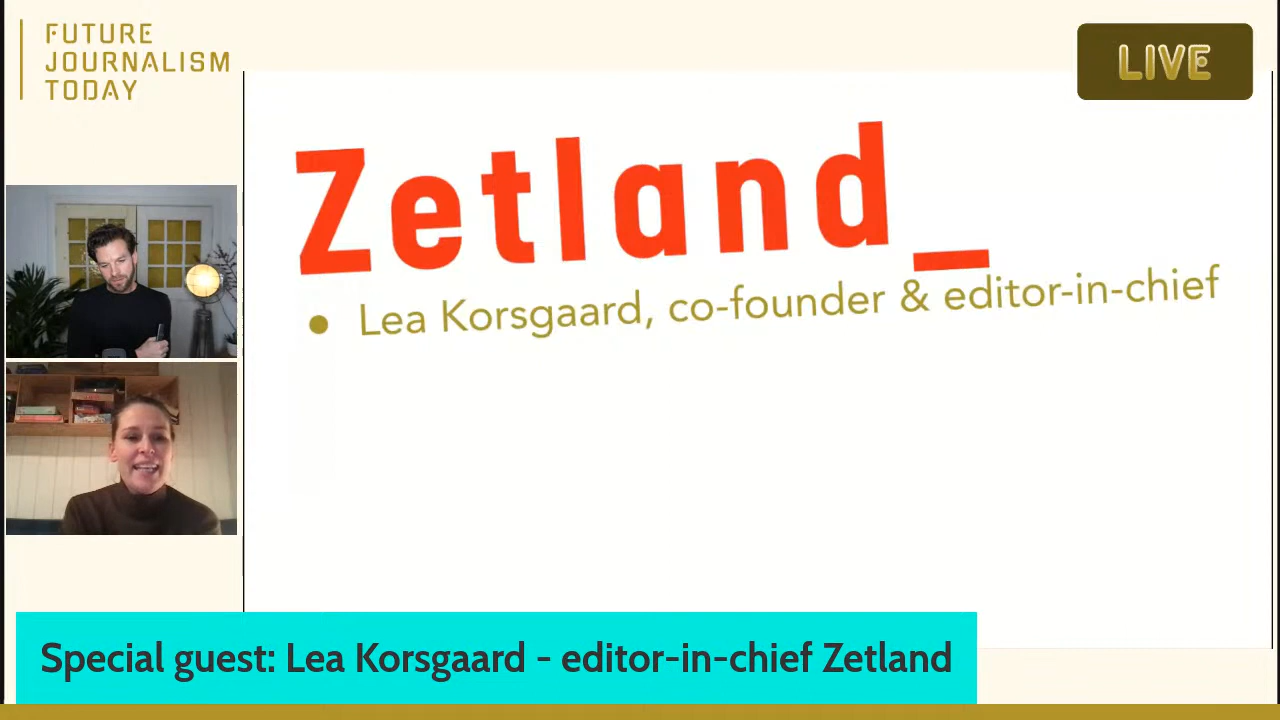 FUTURE
JOURNALISM
TODAY
LIVE
Zetland_
• Lea Korsgaard, co-founder & editor-in-chief
Special guest: Lea Korsgaard - editor-in-chief Zetland